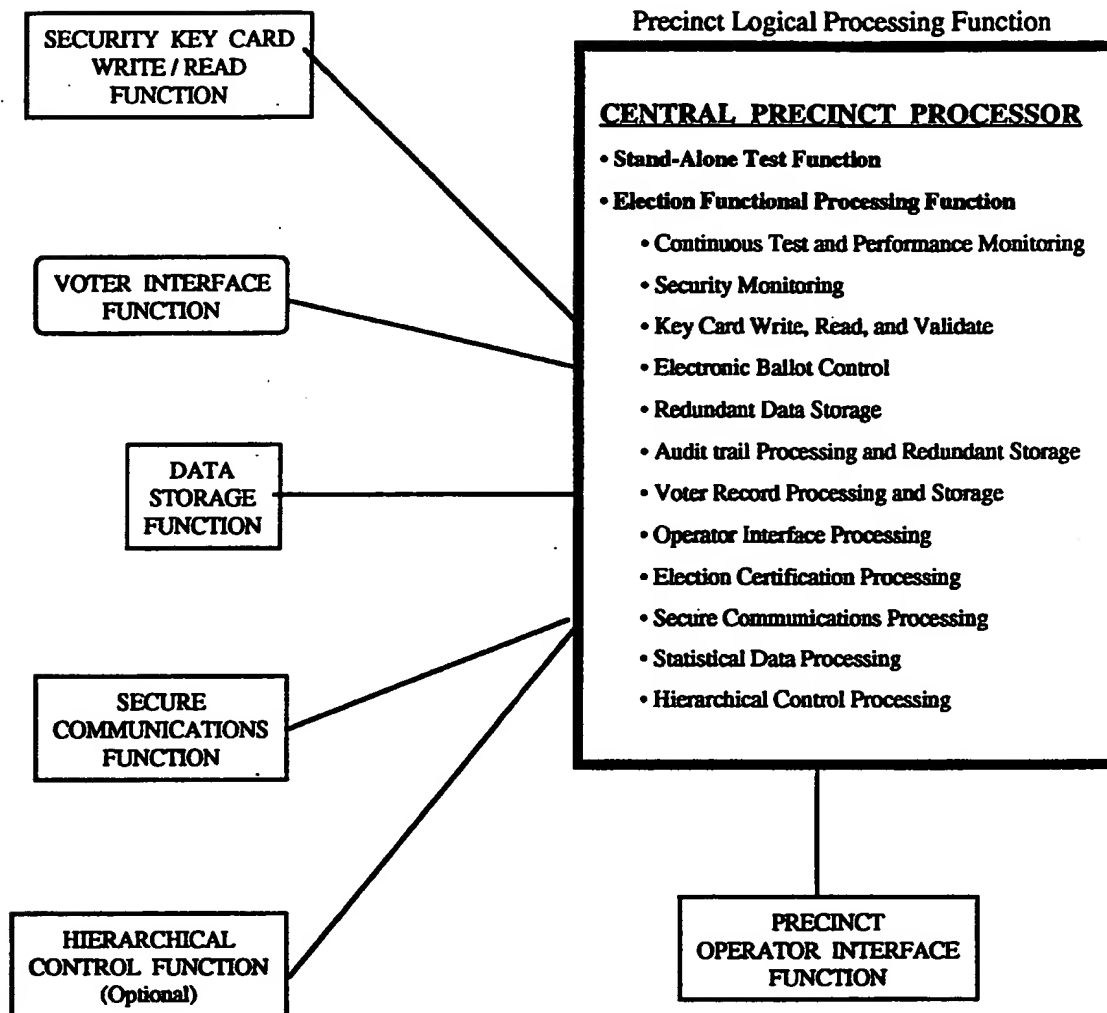 SECURITY KEY CARD
WRITE / READ
FUNCTION
VOTER INTERFACE
FUNCTION
DATA
STORAGE
FUNCTION
SECURE
COMMUNICATIONS
FUNCTION
HIERARCHICAL
CONTROL FUNCTION
(Optional)
Precinct Logical Processing Function
CENTRAL PRECINCT PROCESSOR
• Stand-Alone Test Function
• Election Functional Processing Function
• Continuous Test and Performance Monitoring
• Security Monitoring
• Key Card Write, Read, and Validate
• Electronic Ballot Control
• Redundant Data Storage
• Audit trail Processing and Redundant Storage
• Voter Record Processing and Storage
• Operator Interface Processing
• Election Certification Processing
• Secure Communications Processing
• Statistical Data Processing
• Hierarchical Control Processing
PRECINCT
OPERATOR INTERFACE
FUNCTION